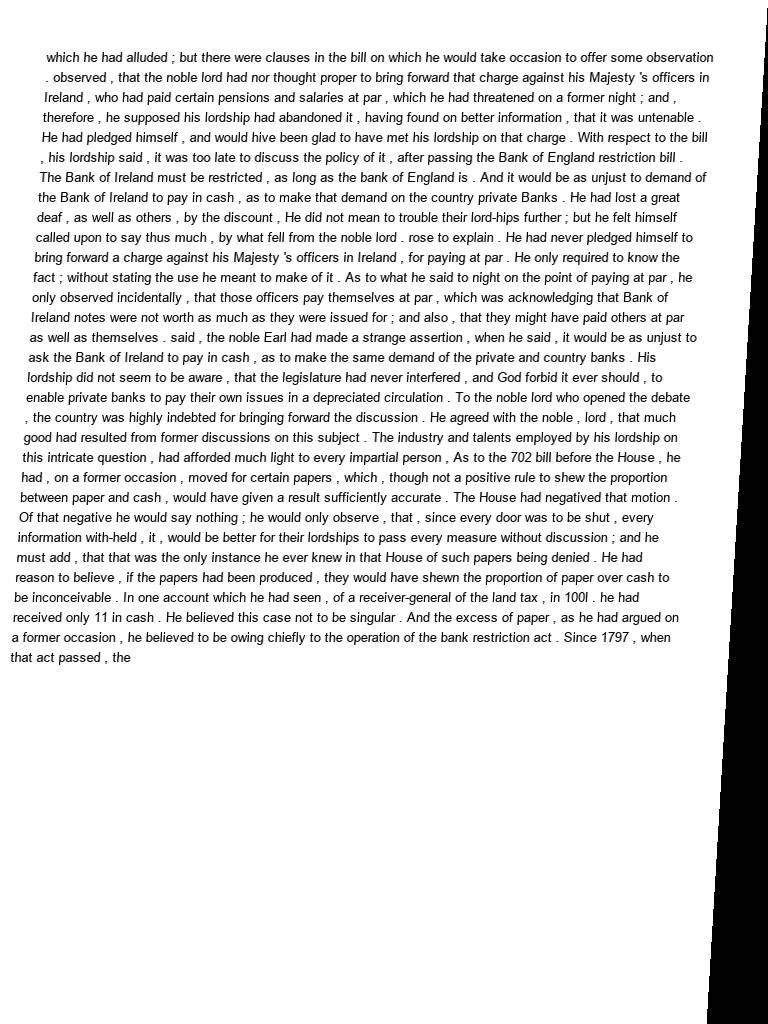 which he had alluded ; but there were clauses in the bill on which he would take occasion to offer some observation
. observed , that the noble lord had nor thought proper to bring forward that charge against his Majesty 's officers in
Ireland , who had paid certain pensions and salaries at par , which he had threatened on a former night ; and ,
therefore , he supposed his lordship had abandoned it , having found on better information , that it was untenable .
He had pledged himself , and would hive been glad to have met his lordship on that charge . With respect to the bill
, his lordship said , it was too late to discuss the policy of it , after passing the Bank of England restriction bill .
The Bank of Ireland must be restricted , as long as the bank of England is . And it would be as unjust to demand of
the Bank of Ireland to pay in cash , as to make that demand on the country private Banks . He had lost a great
deaf , as well as others , by the discount , He did not mean to trouble their lord-hips further ; but he felt himself
called upon to say thus much , by what fell from the noble lord . rose to explain . He had never pledged himself to
bring forward a charge against his Majesty 's officers in Ireland , for paying at par . He only required to know the
fact ; without stating the use he meant to make of it . As to what he said to night on the point of paying at par , he
only observed incidentally , that those officers pay themselves at par , which was acknowledging that Bank of
Ireland notes were not worth as much as they were issued for ; and also , that they might have paid others at par
as well as themselves . said , the noble Earl had made a strange assertion , when he said , it would be as unjust to
ask the Bank of Ireland to pay in cash , as to make the same demand of the private and country banks . His
lordship did not seem to be aware , that the legislature had never interfered , and God forbid it ever should , to
enable private banks to pay their own issues in a depreciated circulation . To the noble lord who opened the debate
, the country was highly indebted for bringing forward the discussion . He agreed with the noble , lord , that much
good had resulted from former discussions on this subject . The industry and talents employed by his lordship on
this intricate question , had afforded much light to every impartial person , As to the 702 bill before the House , he
had , on a former occasion , moved for certain papers , which , though not a positive rule to shew the proportion
between paper and cash , would have given a result sufficiently accurate . The House had negatived that motion .
Of that negative he would say nothing ; he would only observe , that , since every door was to be shut , every
information with-held , it , would be better for their lordships to pass every measure without discussion ; and he
must add , that that was the only instance he ever knew in that House of such papers being denied . He had
reason to believe , if the papers had been produced , they would have shewn the proportion of paper over cash to
be inconceivable . In one account which he had seen , of a receiver-general of the land tax , in 100l . he had
received only 11 in cash . He believed this case not to be singular . And the excess of paper , as he had argued on
a former occasion , he believed to be owing chiefly to the operation of the bank restriction act . Since 1797 , when
that act passed , the